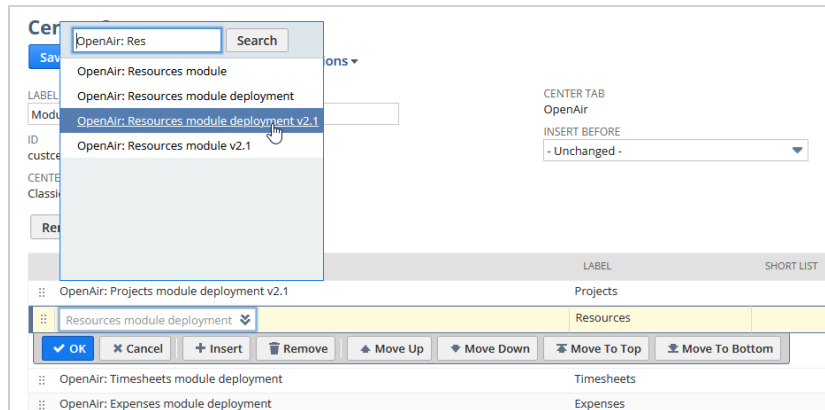 Cer
OpenAir: Res
Search
Sav
ions
OpenAir: Resources module
OpenAir: Resources module deployment
OpenAir: Resources module deployment v2.1
OpenAir: Resources module v2.1
LABEL
Modu
ID
custce
CENTE
Classi
CENTER TAB
OpenAir
INSERT BEFORE
- Unchanged -
Rem
LABEL
SHORT LIST
OpenAir: Projects module deployment v2.1
Projects
Resources module deployment
Resources
OK
Cancel
Insert
Remove
Move Up
Move Down
Move To Top
Move To Bottom
OpenAir: Timesheets module deployment
Timesheets
OpenAir: Expenses module deployment
Expenses